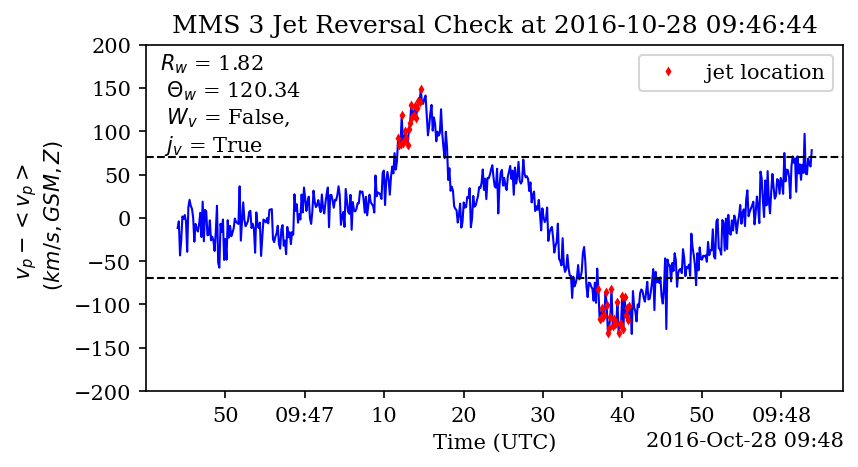 MMS 3 Jet Reversal Check at 2016-10-28 09:46:44
R_w = 1.82
Θ_w = 120.34
W_v = False,
j_v = True
jet location
v_p − <v_p>
(km/s, GSM, Z)
200
150
100
50
0
−50
−100
−150
−200
50 09:47 10 20 30 40 50 09:48
Time (UTC)
2016-Oct-28 09:48